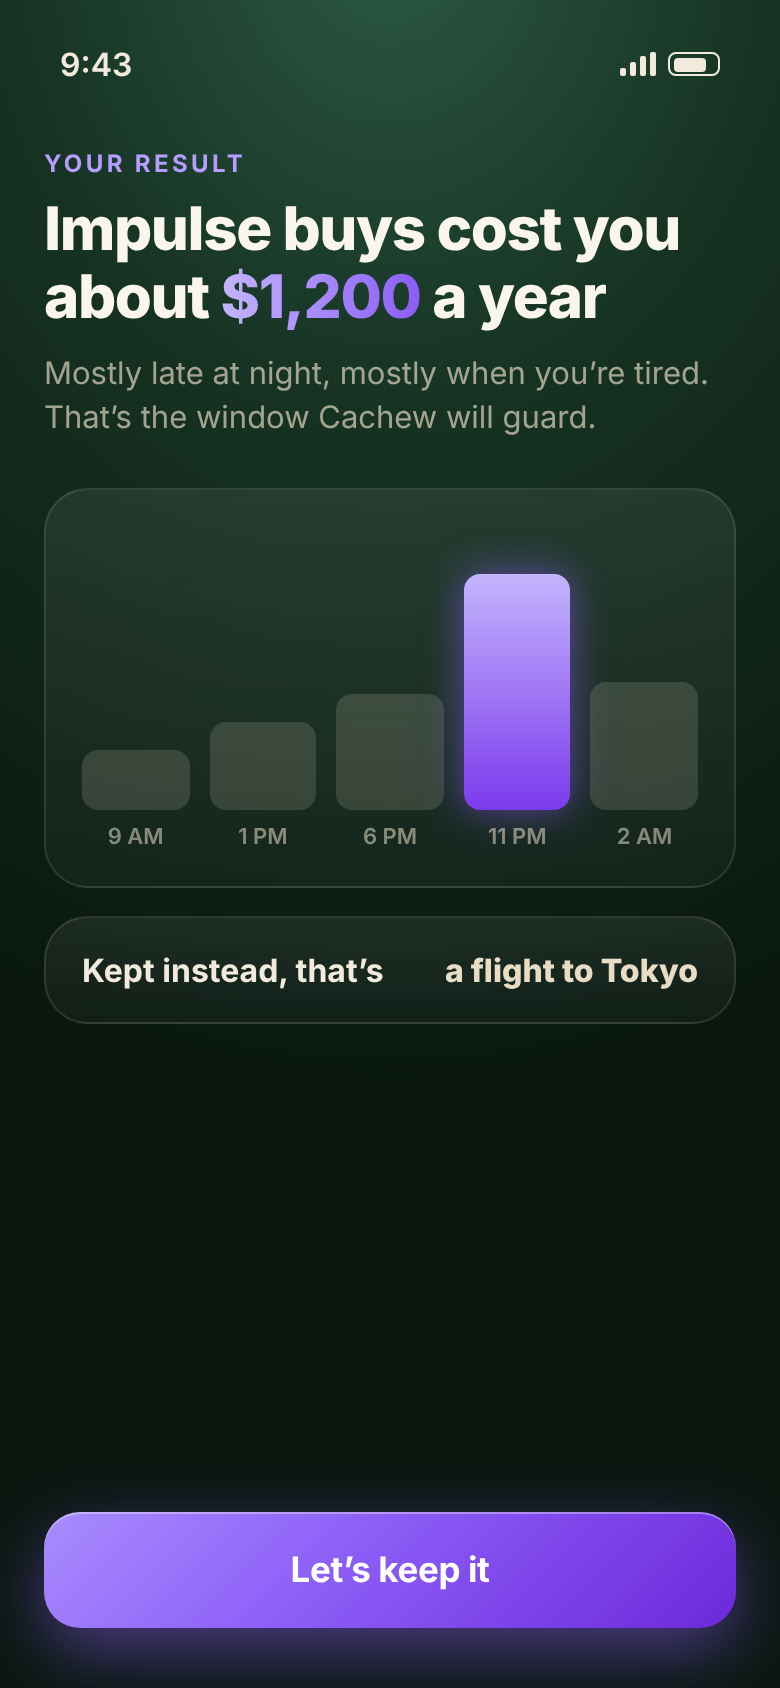 9:43
YOUR RESULT
Impulse buys cost you
about $1,200 a year
Mostly late at night, mostly when you’re tired.
That’s the window Cachew will guard.
9 AM 1 PM 6 PM 11 PM 2 AM
Kept instead, that’s a flight to Tokyo
Let’s keep it